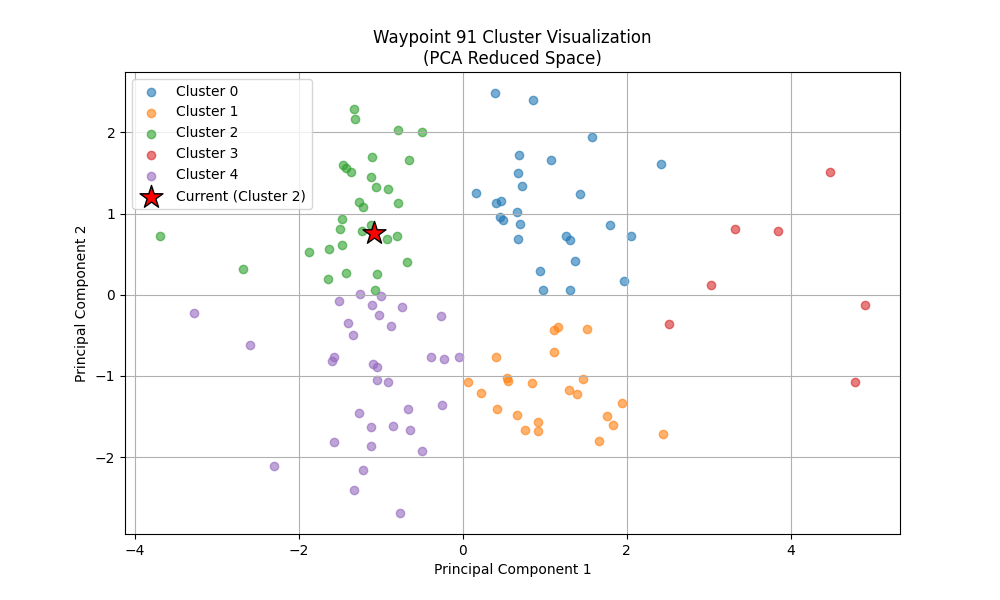 Waypoint 91 Cluster Visualization
(PCA Reduced Space)
Cluster 0
Cluster 1
Cluster 2
Cluster 3
Cluster 4
Current (Cluster 2)
Principal Component 2
2
1
0
−1
−2
−4
−2
0
2
4
Principal Component 1